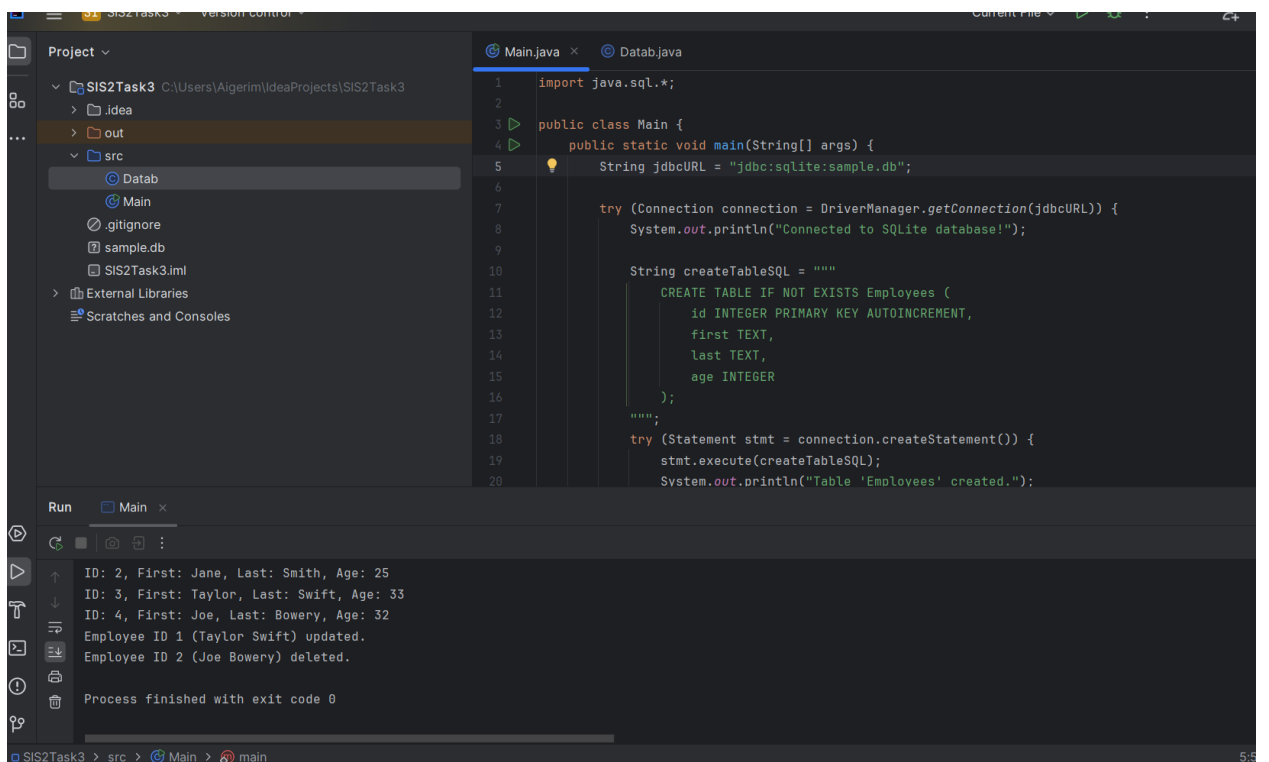 S1 SIS2Task3 Version control Current File
Project
SIS2Task3 C:\Users\Aigerim\IdeaProjects\SIS2Task3
.idea
out
src
Datab
Main
.gitignore
sample.db
SIS2Task3.iml
External Libraries
Scratches and Consoles
Main.java Datab.java
1 import java.sql.*;
2
3 public class Main {
4 public static void main(String[] args) {
5 String jdbcURL = "jdbc:sqlite:sample.db";
6
7 try (Connection connection = DriverManager.getConnection(jdbcURL)) {
8 System.out.println("Connected to SQLite database!");
9
10 String createTableSQL = """
11 CREATE TABLE IF NOT EXISTS Employees (
12 id INTEGER PRIMARY KEY AUTOINCREMENT,
13 first TEXT,
14 last TEXT,
15 age INTEGER
16 );
17 """;
18 try (Statement stmt = connection.createStatement()) {
19 stmt.execute(createTableSQL);
20 System.out.println("Table 'Employees' created.");
Run Main
ID: 2, First: Jane, Last: Smith, Age: 25
ID: 3, First: Taylor, Last: Swift, Age: 33
ID: 4, First: Joe, Last: Bowery, Age: 32
Employee ID 1 (Taylor Swift) updated.
Employee ID 2 (Joe Bowery) deleted.
Process finished with exit code 0
SIS2Task3 > src > Main > main